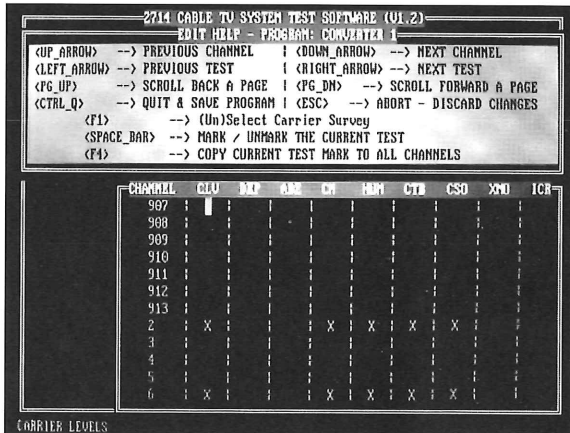 2714 CABLE TV SYSTEM TEST SOFTWARE (V1.2)
EDIT HELP - PROGRAM: CONVERTER 1
<UP_ARROW> --> PREVIOUS CHANNEL | <DOWN_ARROW> --> NEXT CHANNEL
<LEFT_ARROW> --> PREVIOUS TEST | <RIGHT_ARROW> --> NEXT TEST
<PG_UP> --> SCROLL BACK A PAGE | <PG_DN> --> SCROLL FORWARD A PAGE
<CTRL_Q> --> QUIT & SAVE PROGRAM | <ESC> --> ABORT - DISCARD CHANGES
<F1> --> (Un)Select Carrier Survey
<SPACE_BAR> --> MARK / UNMARK THE CURRENT TEST
<F4> --> COPY CURRENT TEST MARK TO ALL CHANNELS
CHANNEL CLV DEP ABZ CN HUM CTB CSO XMO ICR
907
908
909
910
911
912
913
2 X X X X X
3
4
5
6 X X X X X
CARRIER LEVELS